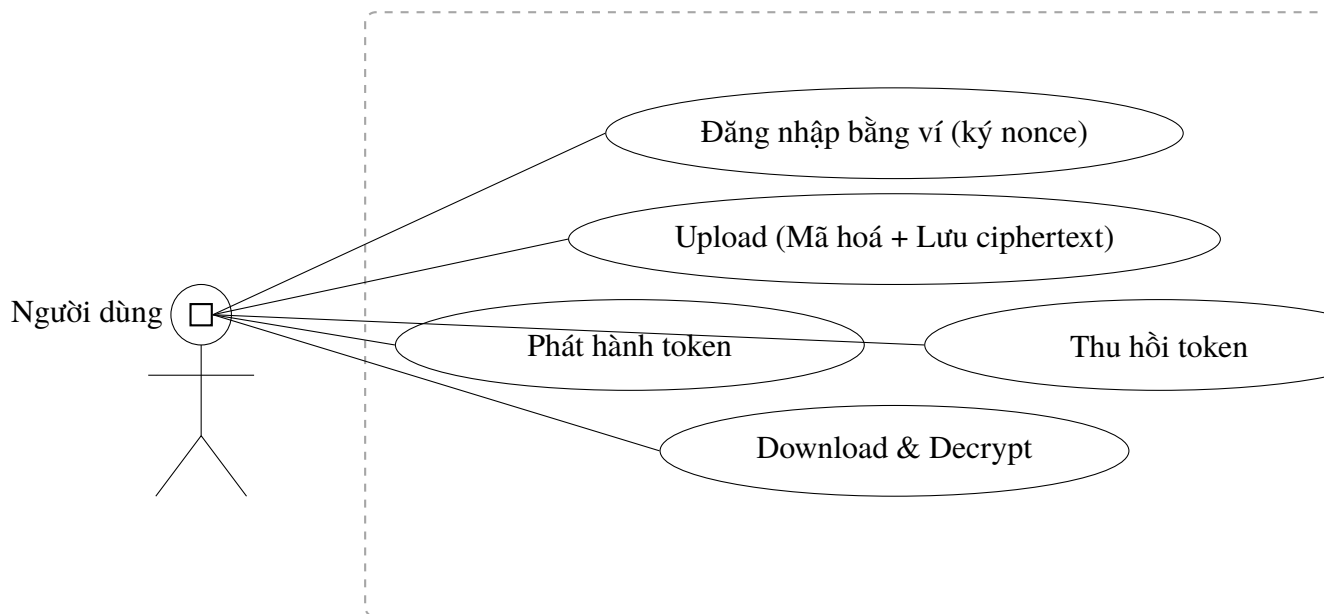 Đăng nhập bằng ví (ký nonce)
Upload (Mã hoá + Lưu ciphertext)
Người dùng
Phát hành token
Thu hồi token
Download & Decrypt